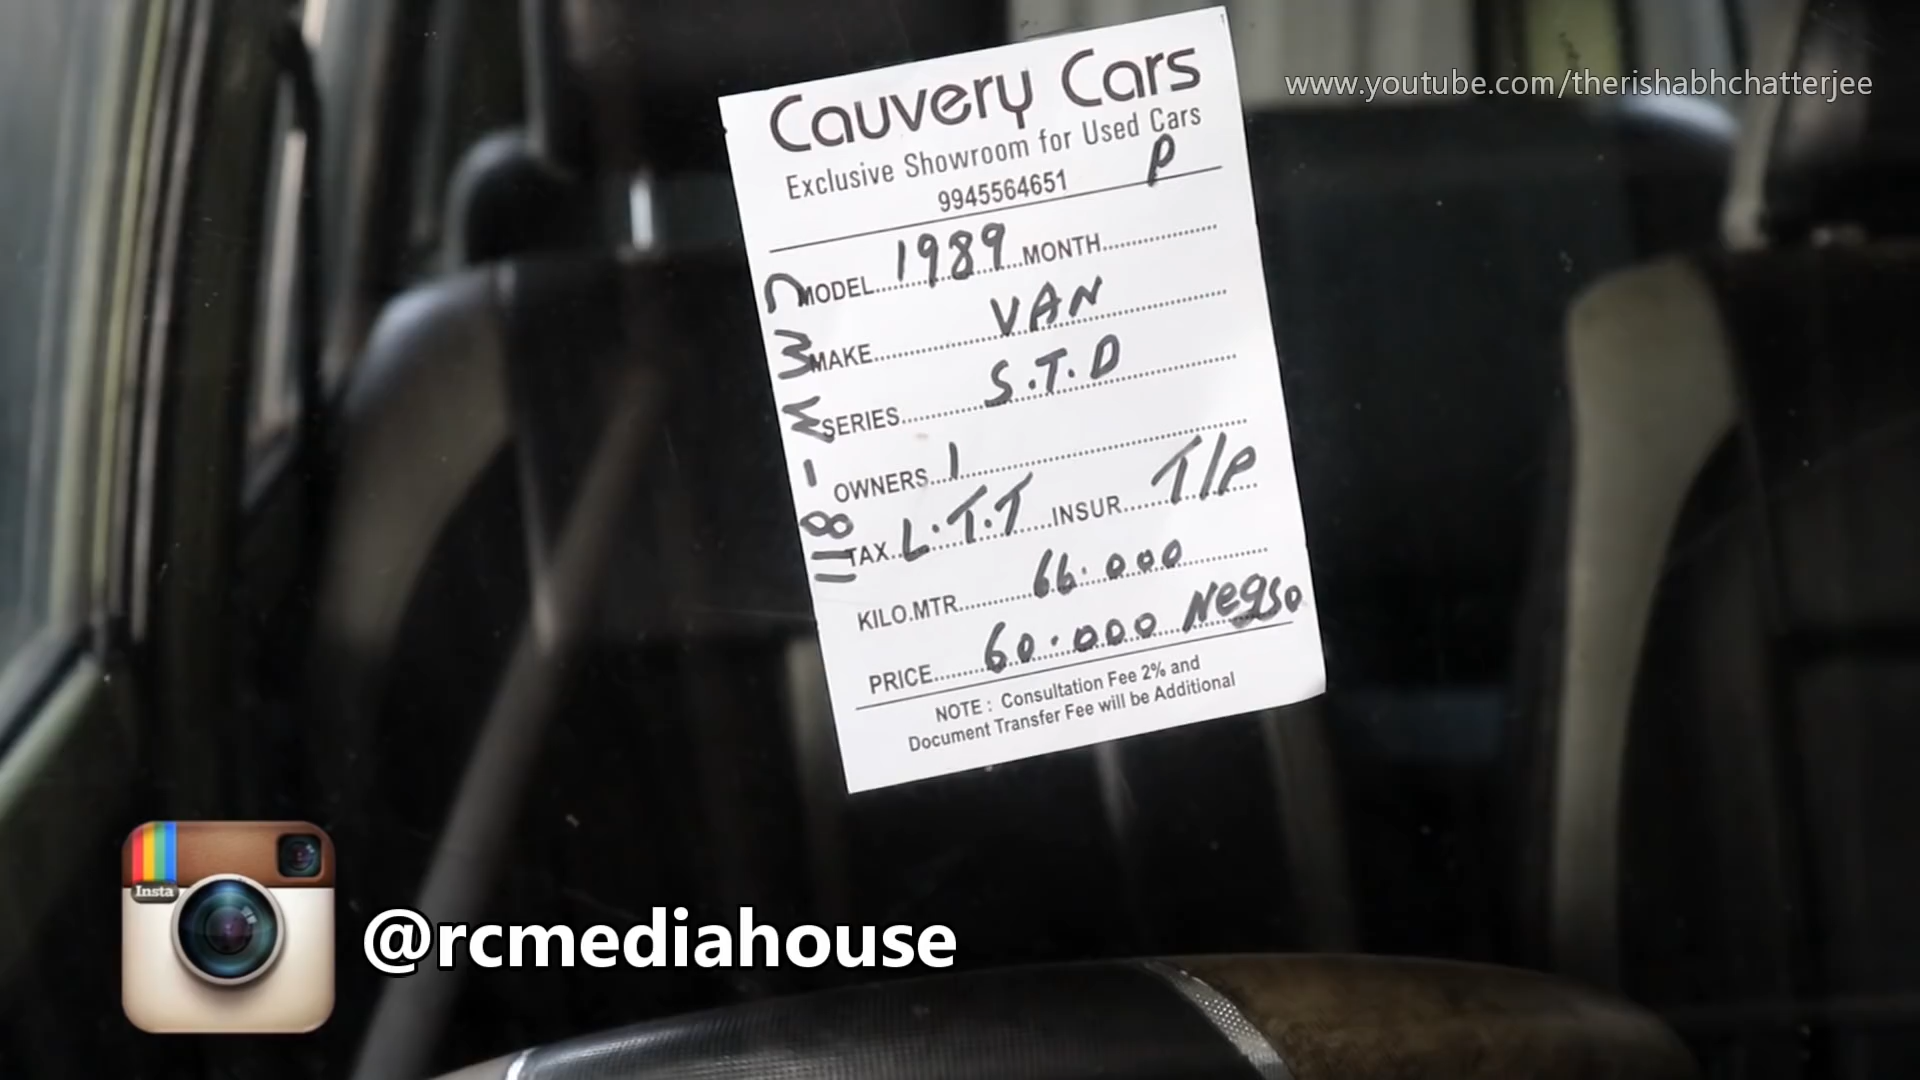 www.youtube.com/therishabhchatterjee
Cauvery Cars
Exclusive Showroom for Used Cars
9945564651 P
MODEL 1989 MONTH
MAKE VAN
SERIES S.T.D
OWNERS 1
TAX L.T.T INSUR T/P
KILO.MTR 66.000
PRICE 60.000
NOTE : Consultation Fee 2% and
Document Transfer Fee will be Additional
Insta
@rcmediahouse